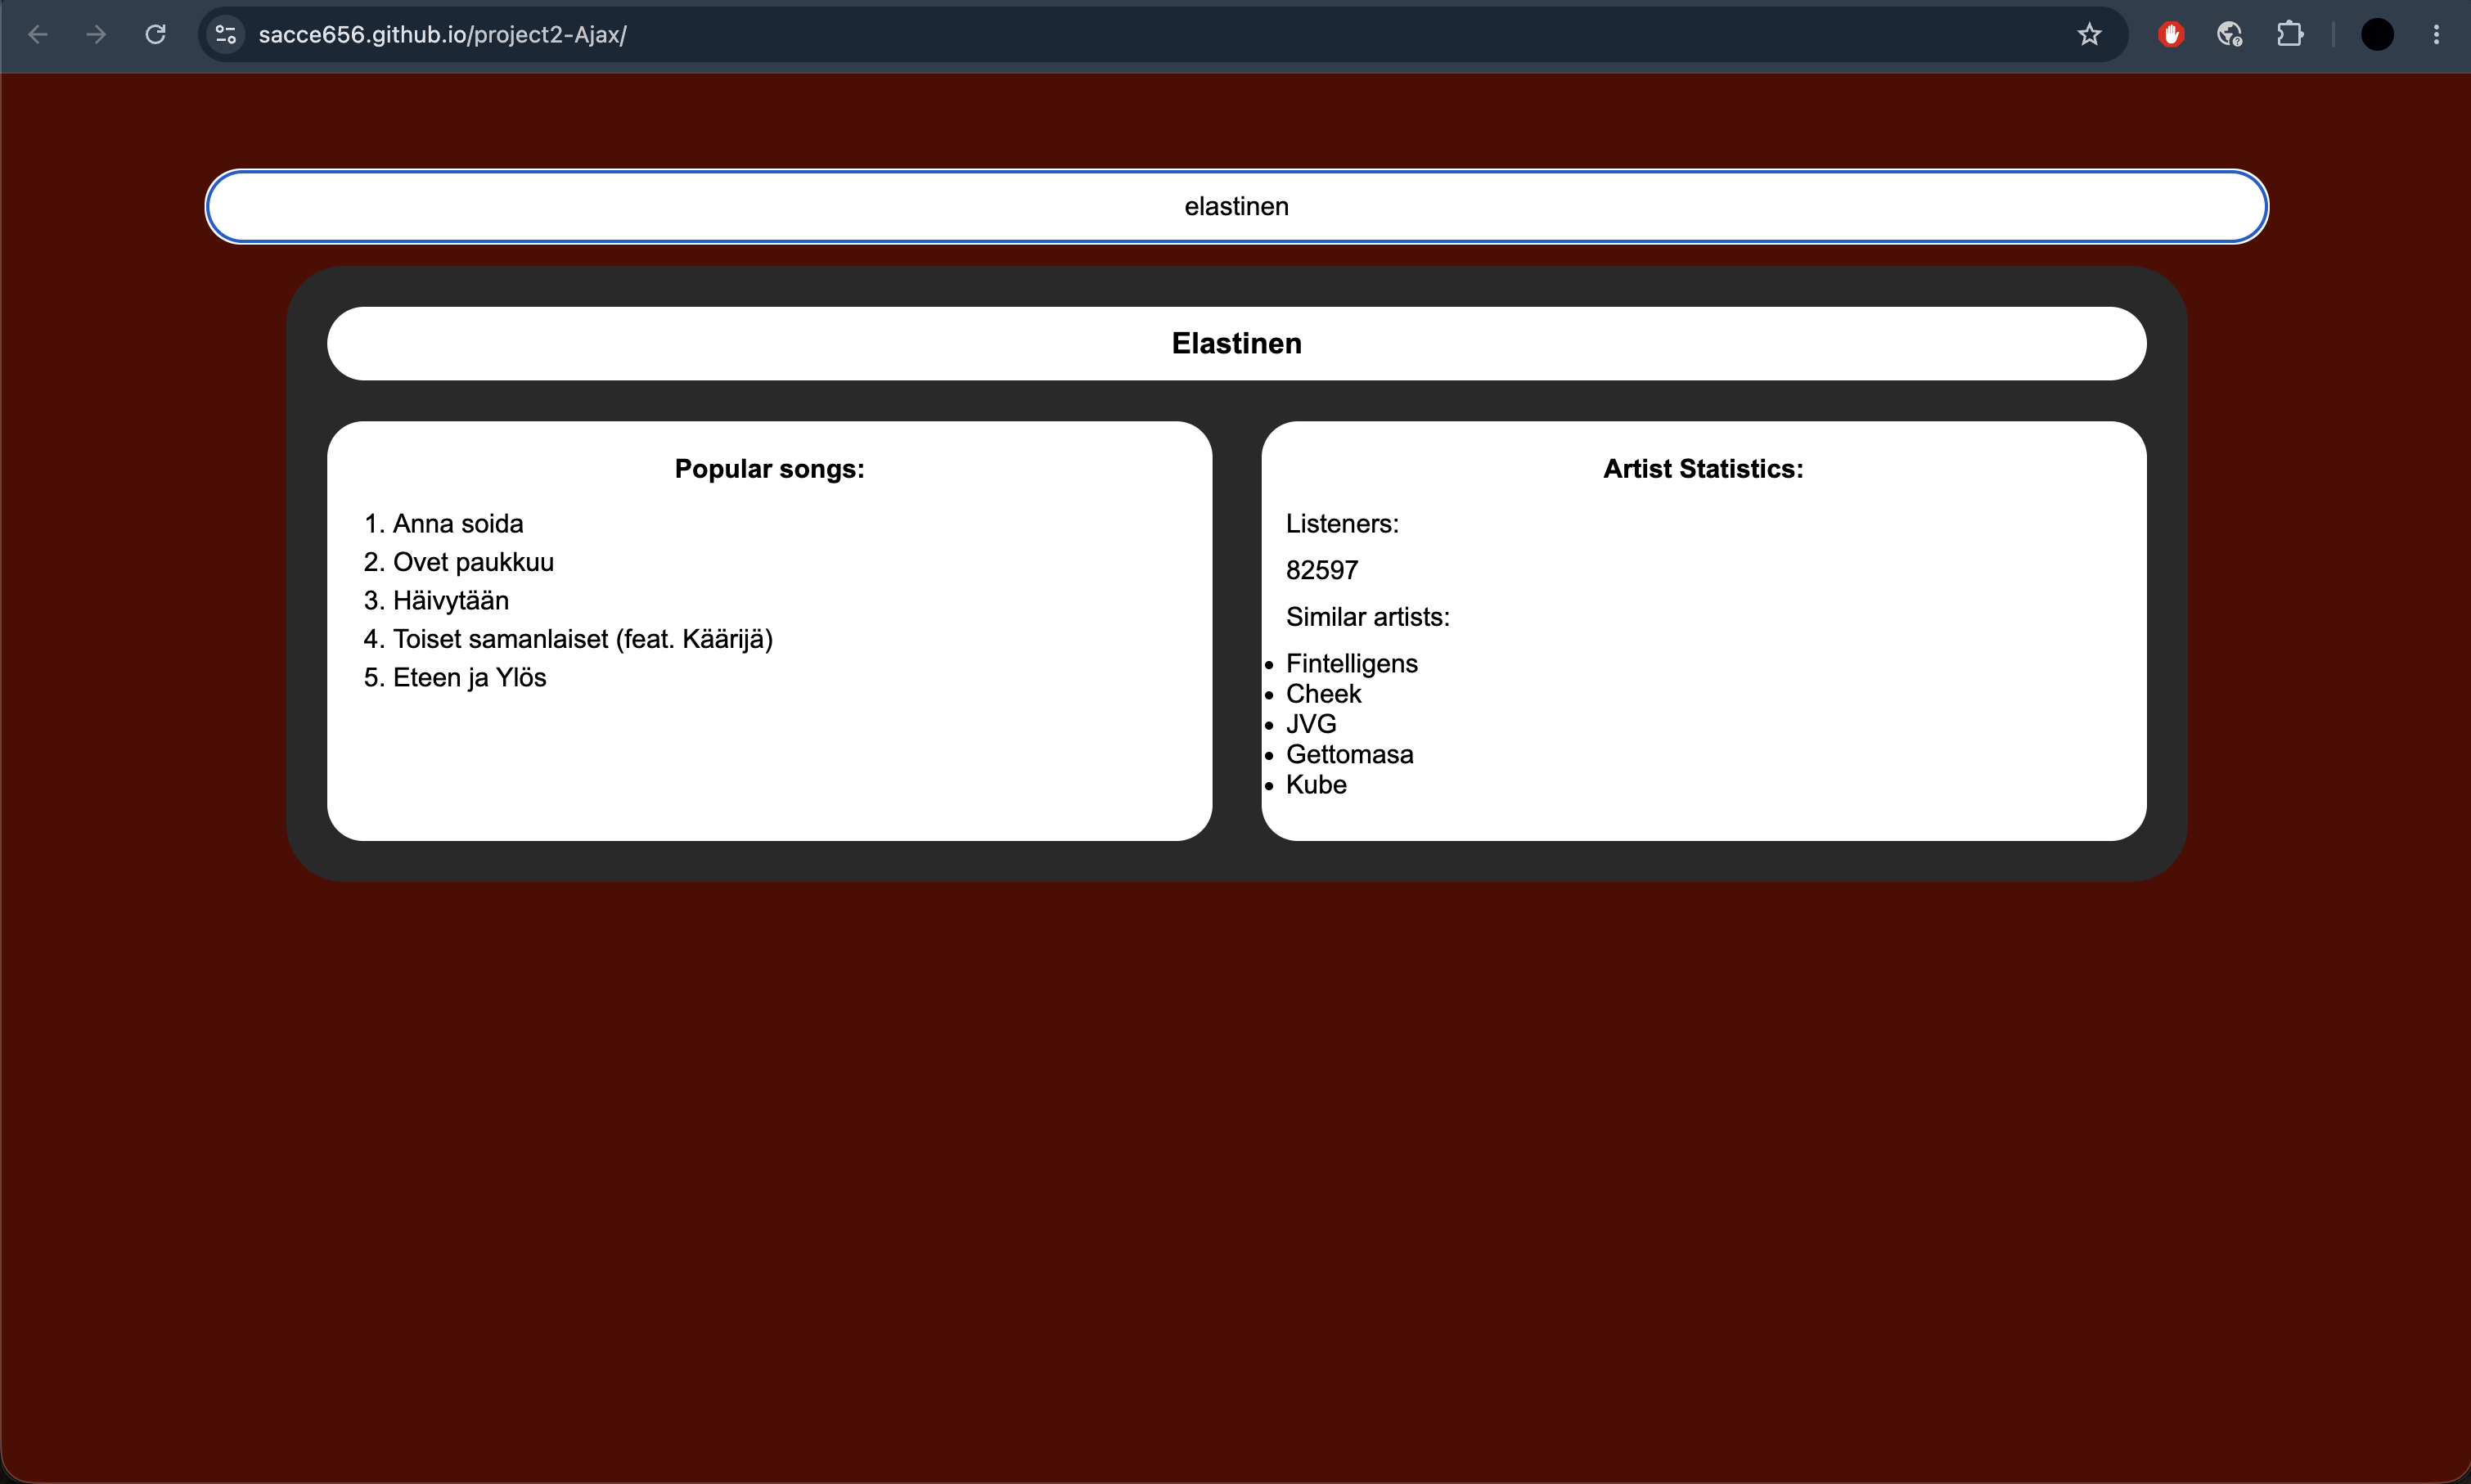 sacce656.github.io/project2-Ajax/
elastinen
Elastinen
Popular songs:
1. Anna soida
2. Ovet paukkuu
3. Häivytään
4. Toiset samanlaiset (feat. Käärijä)
5. Eteen ja Ylös
Artist Statistics:
Listeners:
82597
Similar artists:
• Fintelligens
• Cheek
• JVG
• Gettomasa
• Kube